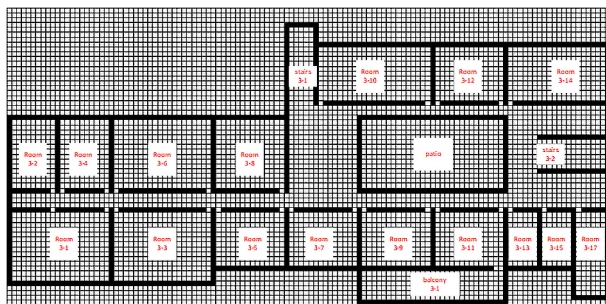 stairs
3-1
Room
3-10
Room
3-12
Room
3-14
Room
3-2
Room
3-4
Room
3-6
Room
3-8
patio
stairs
3-2
Room
3-1
Room
3-3
Room
3-5
Room
3-7
Room
3-9
Room
3-11
Room
3-13
Room
3-15
Room
3-17
balcony
3-1